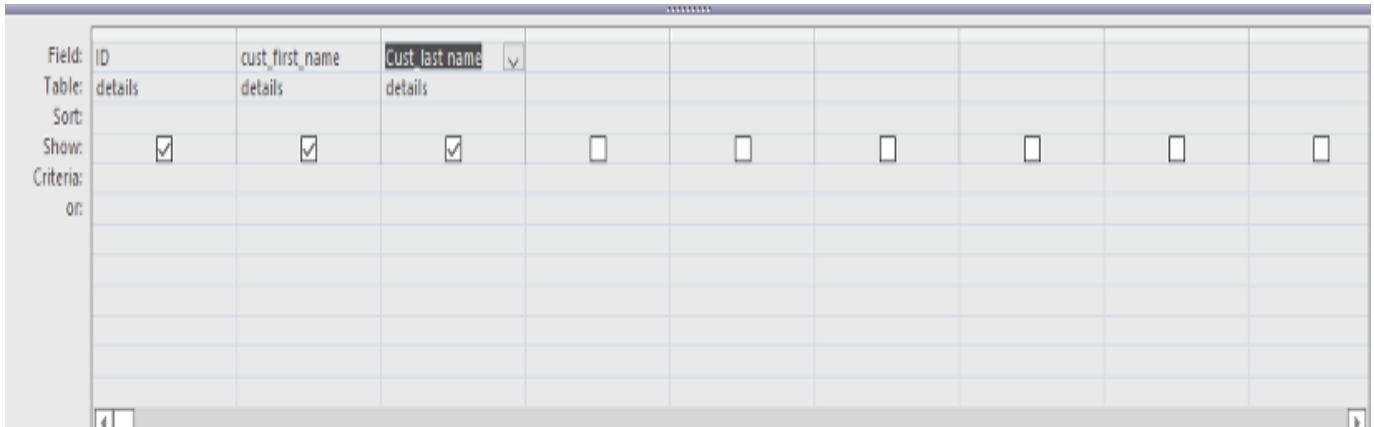 Field: ID cust_first_name Cust_last name
Table: details details details
Sort:
Show:
Criteria:
or: